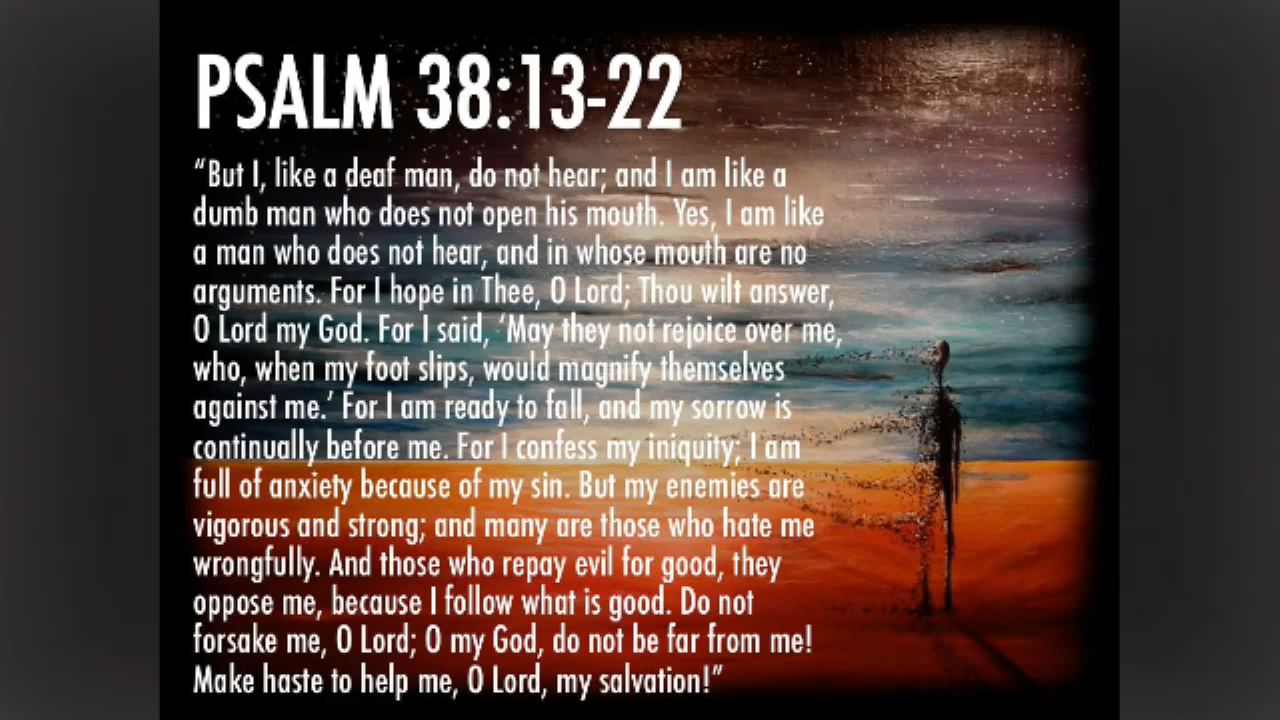 PSALM 38:13-22
“But I, like a deaf man, do not hear; and I am like a
dumb man who does not open his mouth. Yes, I am like
a man who does not hear, and in whose mouth are no
arguments. For I hope in Thee, O Lord; Thou wilt answer,
O Lord my God. For I said, ‘May they not rejoice over me,
who, when my foot slips, would magnify themselves
against me.’ For I am ready to fall, and my sorrow is
continually before me. For I confess my iniquity; I am
full of anxiety because of my sin. But my enemies are
vigorous and strong; and many are those who hate me
wrongfully. And those who repay evil for good, they
oppose me, because I follow what is good. Do not
forsake me, O Lord; O my God, do not be far from me!
Make haste to help me, O Lord, my salvation!”